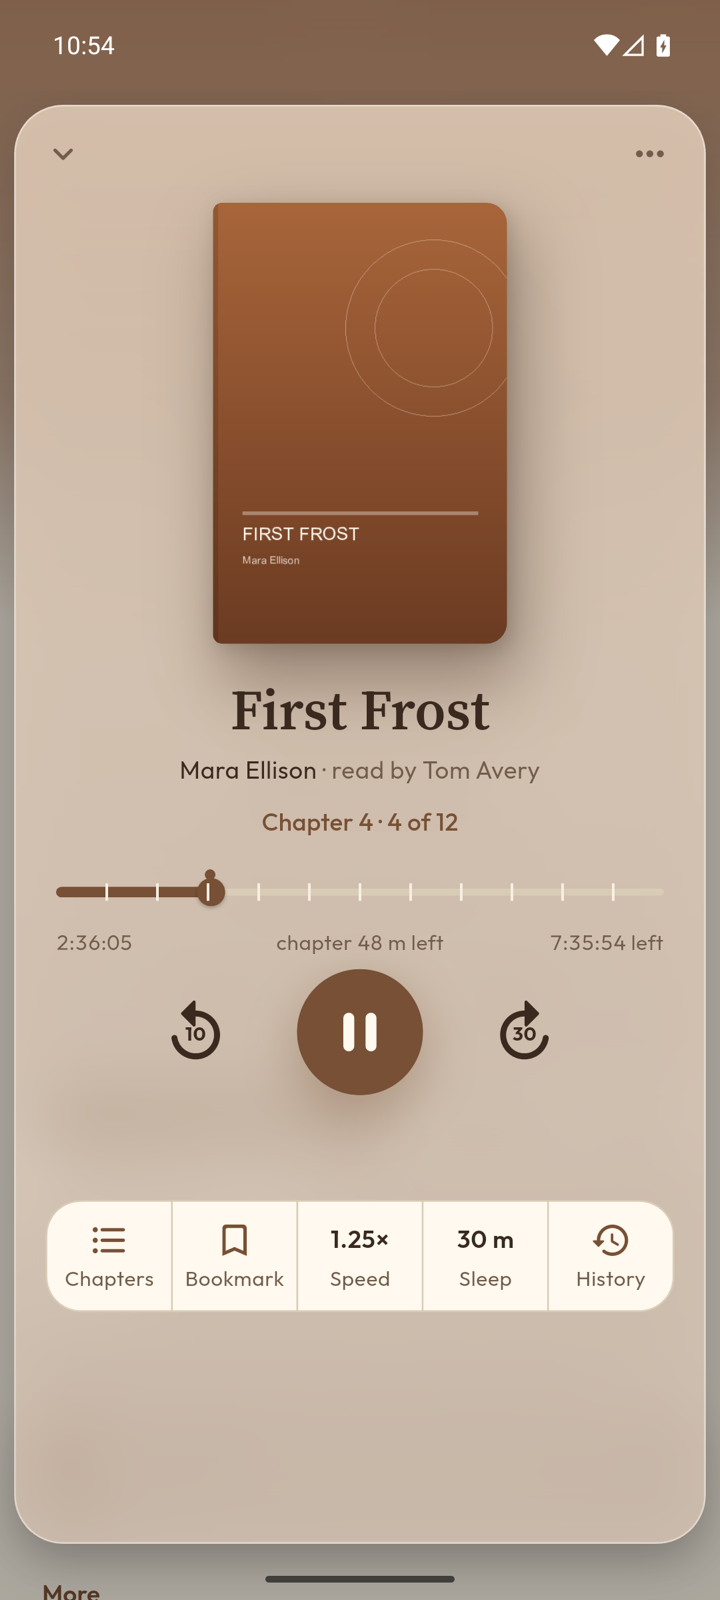 10:54
FIRST FROST
Mara Ellison
First Frost
Mara Ellison · read by Tom Avery
Chapter 4 · 4 of 12
2:36:05 chapter 48 m left 7:35:54 left
10 30
Chapters Bookmark 1.25× Speed 30 m Sleep History
More